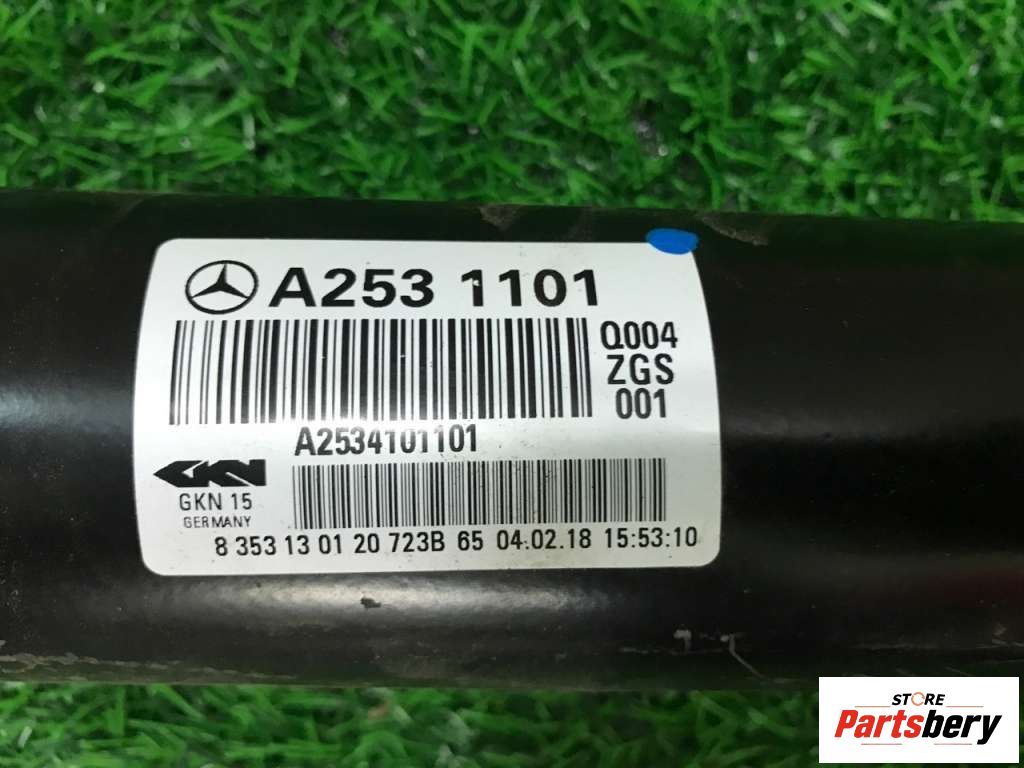 A253 1101
Q004
ZGS
001
A2534101101
GKN
GKN 15
GERMANY
8 353 13 01 20 723B 65 04.02.18 15:53:10
STORE
Partsbery